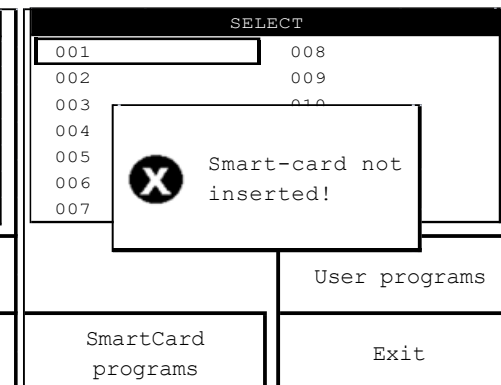 SELECT
001 008
002 009
003 010
004
005
006
007
X
Smart-card not
inserted!
User programs
SmartCard
programs
Exit